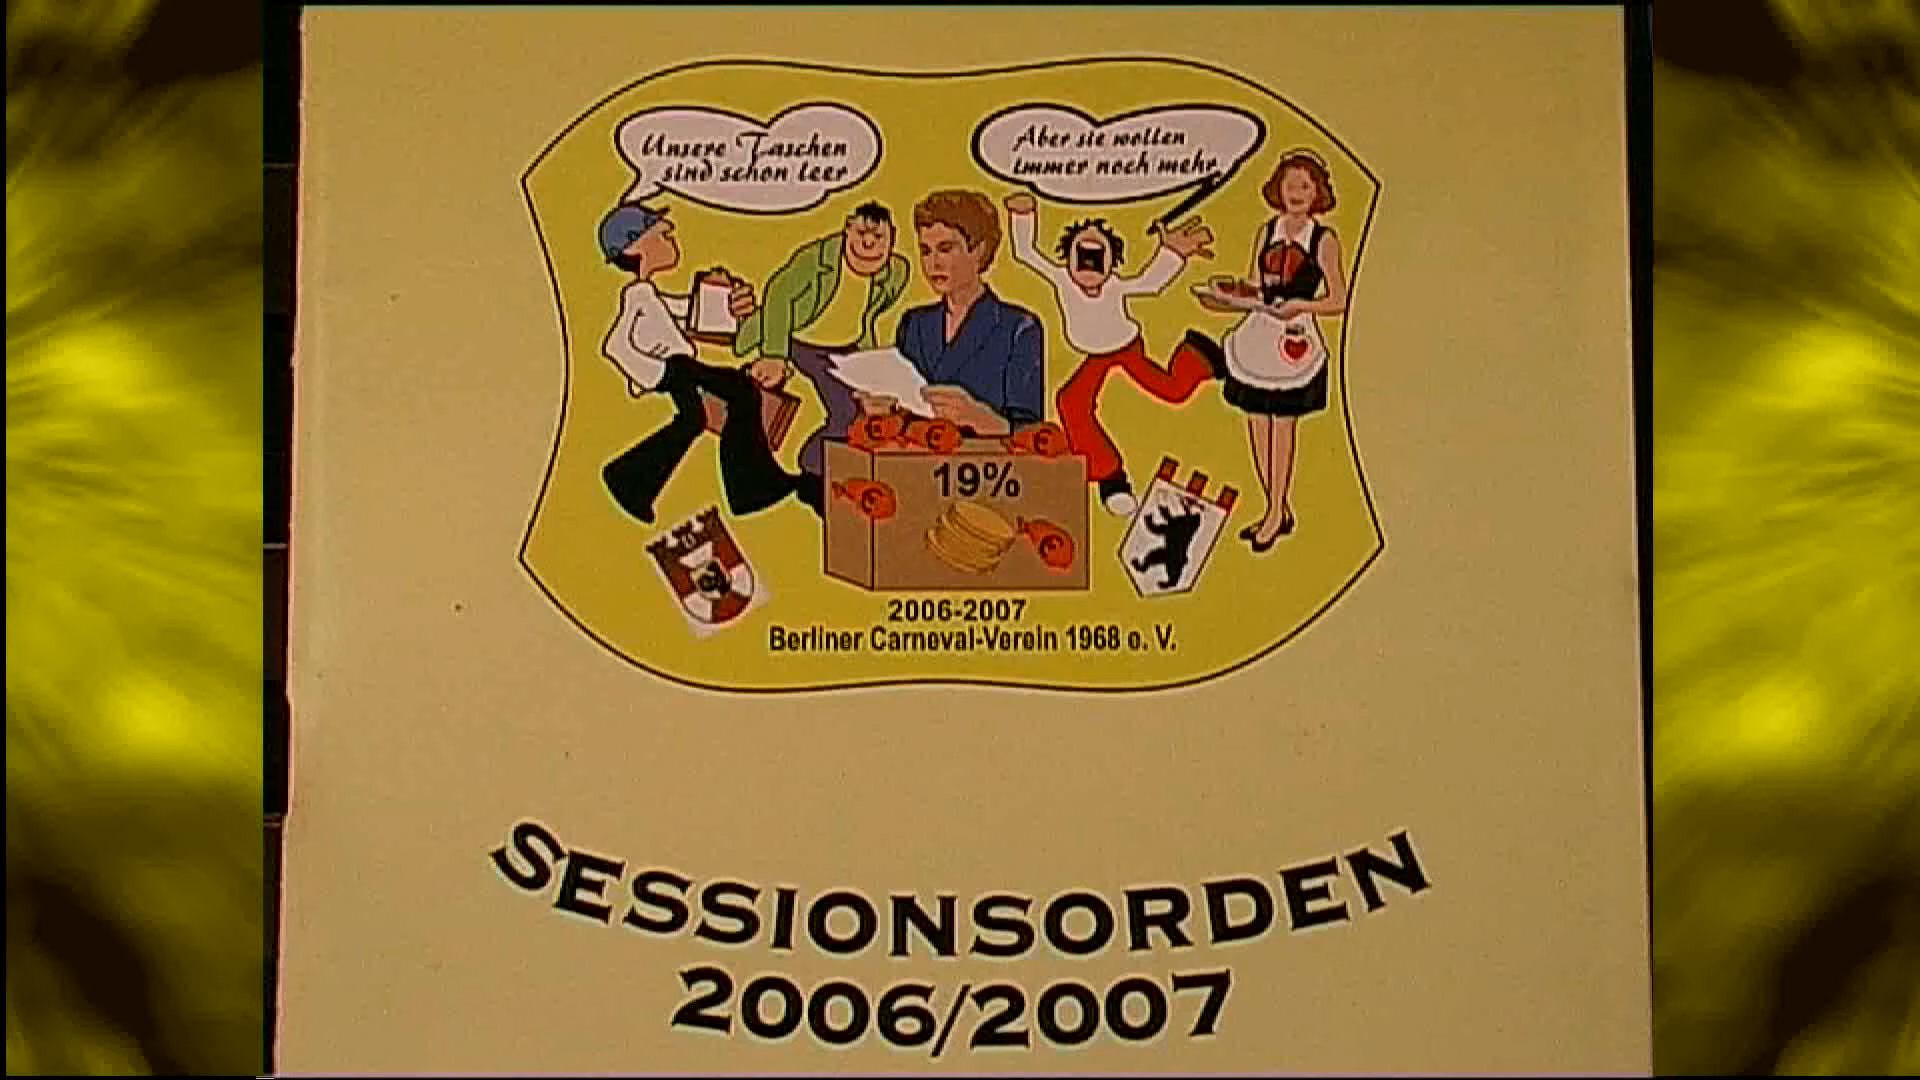 Unsere Taschen
sind schon leer
Aber sie wollen
immer noch mehr
€ € €
19%
€ €
2006-2007
Berliner Carneval-Verein 1968 e. V.
SESSIONSORDEN
2006/2007